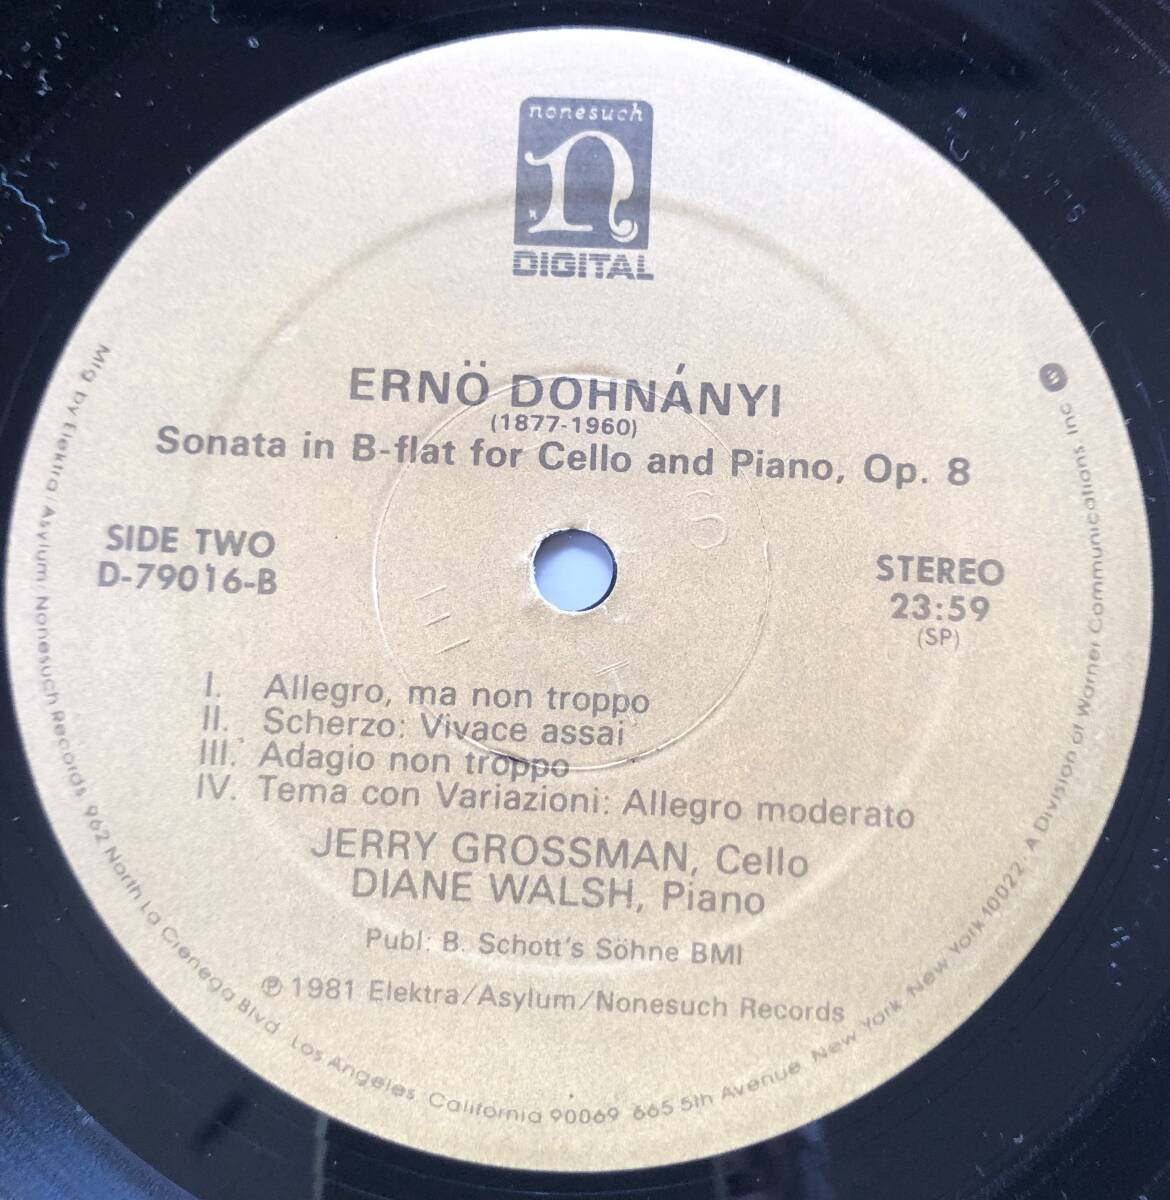 nonesuch
n
DIGITAL
ERNÖ DOHNÁNYI
(1877-1960)
Sonata in B-flat for Cello and Piano, Op. 8
SIDE TWO
D-79016-B
STEREO
23:59
(SP)
I. Allegro, ma non troppo
II. Scherzo: Vivace assai
III. Adagio non troppo
IV. Tema con Variazioni: Allegro moderato
JERRY GROSSMAN, Cello
DIANE WALSH, Piano
Publ: B. Schott's Söhne BMI
℗ 1981 Elektra/Asylum/Nonesuch Records
Mfg by Elektra/Asylum/Nonesuch Records 962 North La Cienega Blvd Los Angeles California 90069 665 5th Avenue New York New York 10022 · A Division of Warner Communications Inc